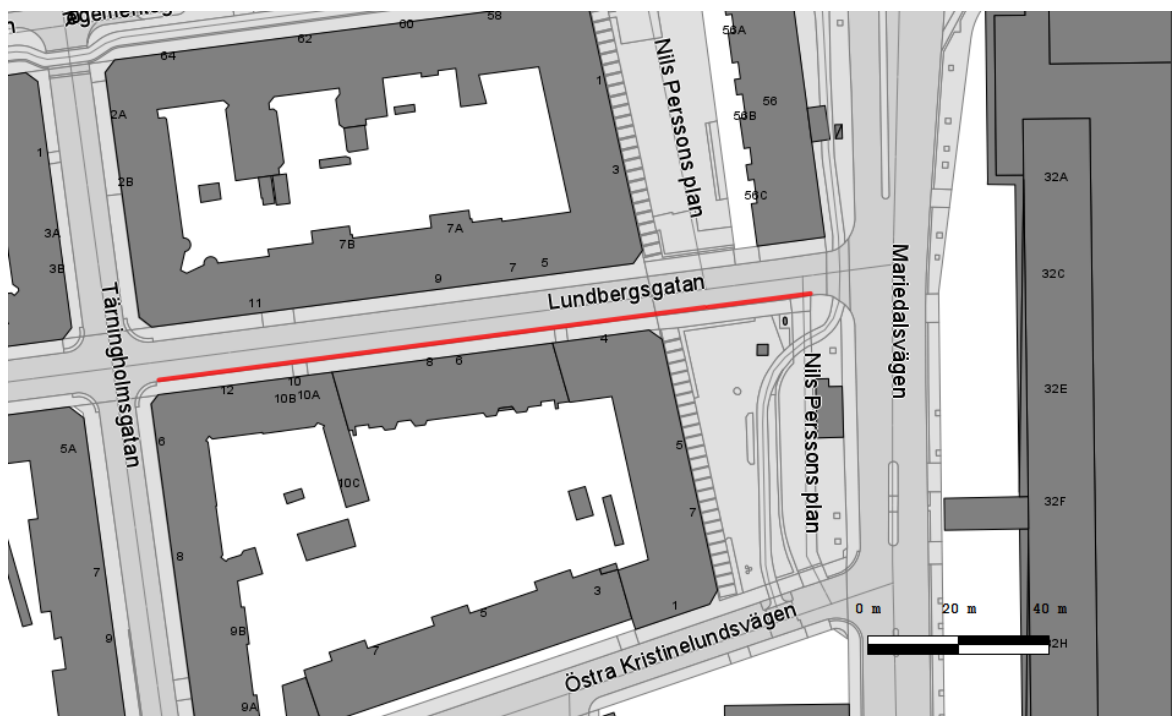 64
62
60
58
56A
2A
1
56
Nils Perssons plan
56B
32A
1
2B
3
56C
3A
7B
7A
3B
7
5
9
32C
11
Lundbergsgatan
Mariedalsvägen
Tärningholmsgatan
4
8
6
12
10
10B
10A
32E
Nils Perssons plan
5A
6
5
10C
32F
7
8
7
9
9B
5
3
1
7
0 m
20 m
40 m
Östra Kristinelundsvägen
9A